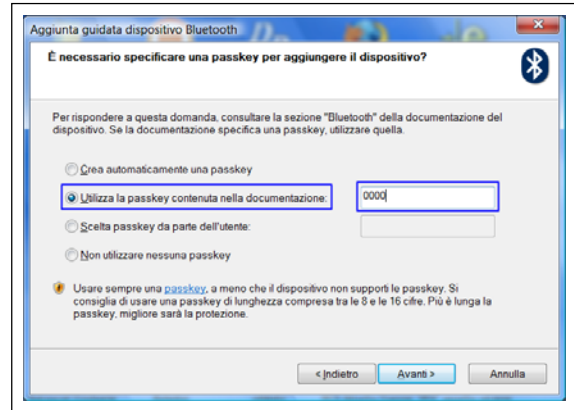 Aggiunta guidata dispositivo Bluetooth
È necessario specificare una passkey per aggiungere il dispositivo?
Per rispondere a questa domanda, consultare la sezione "Bluetooth" della documentazione del
dispositivo. Se la documentazione specifica una passkey, utilizzare quella.
Crea automaticamente una passkey
Utilizza la passkey contenuta nella documentazione: 0000
Scelta passkey da parte dell'utente:
Non utilizzare nessuna passkey
Usare sempre una passkey, a meno che il dispositivo non supporti le passkey. Si
consiglia di usare una passkey di lunghezza compresa tra le 8 e le 16 cifre. Più è lunga la
passkey, migliore sarà la protezione.
< Indietro Avanti > Annulla